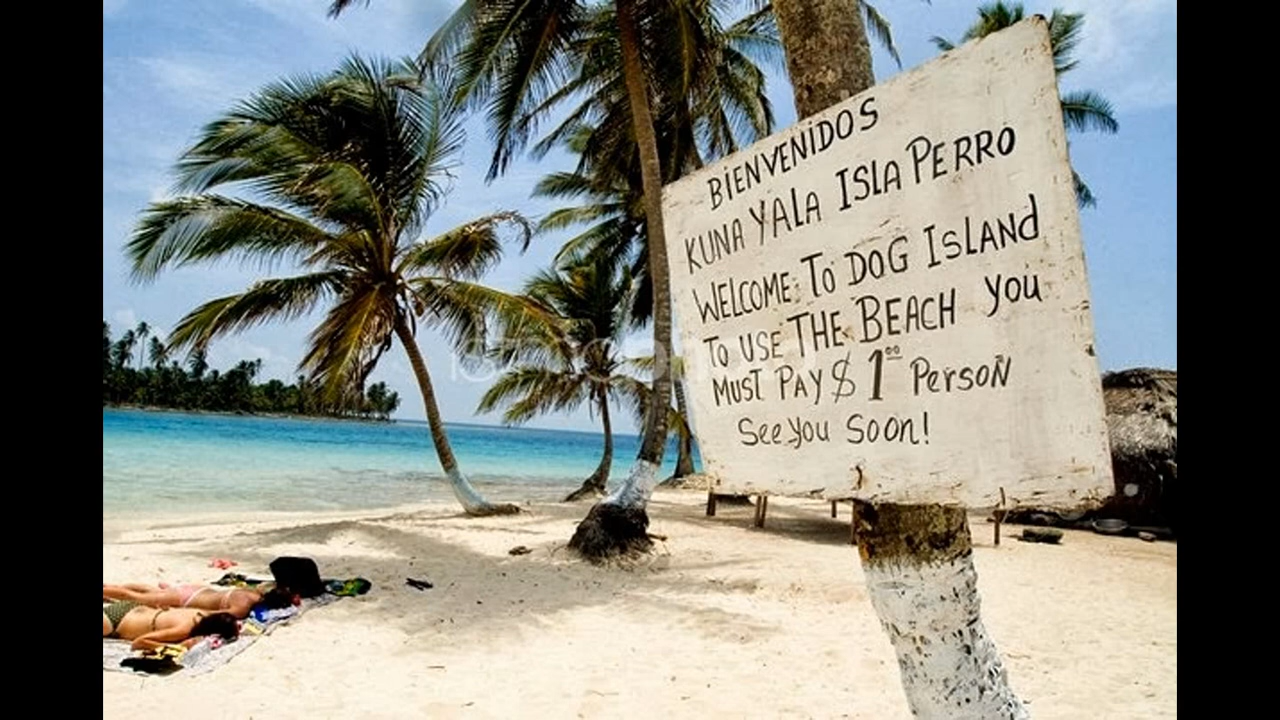 BIENVENIDOS
KUNA YALA ISLA PERRO
WELCOME TO DOG ISLAND
TO USE THE BEACH YOU
MUST PAY $ 1.00 PERSON
See you Soon!